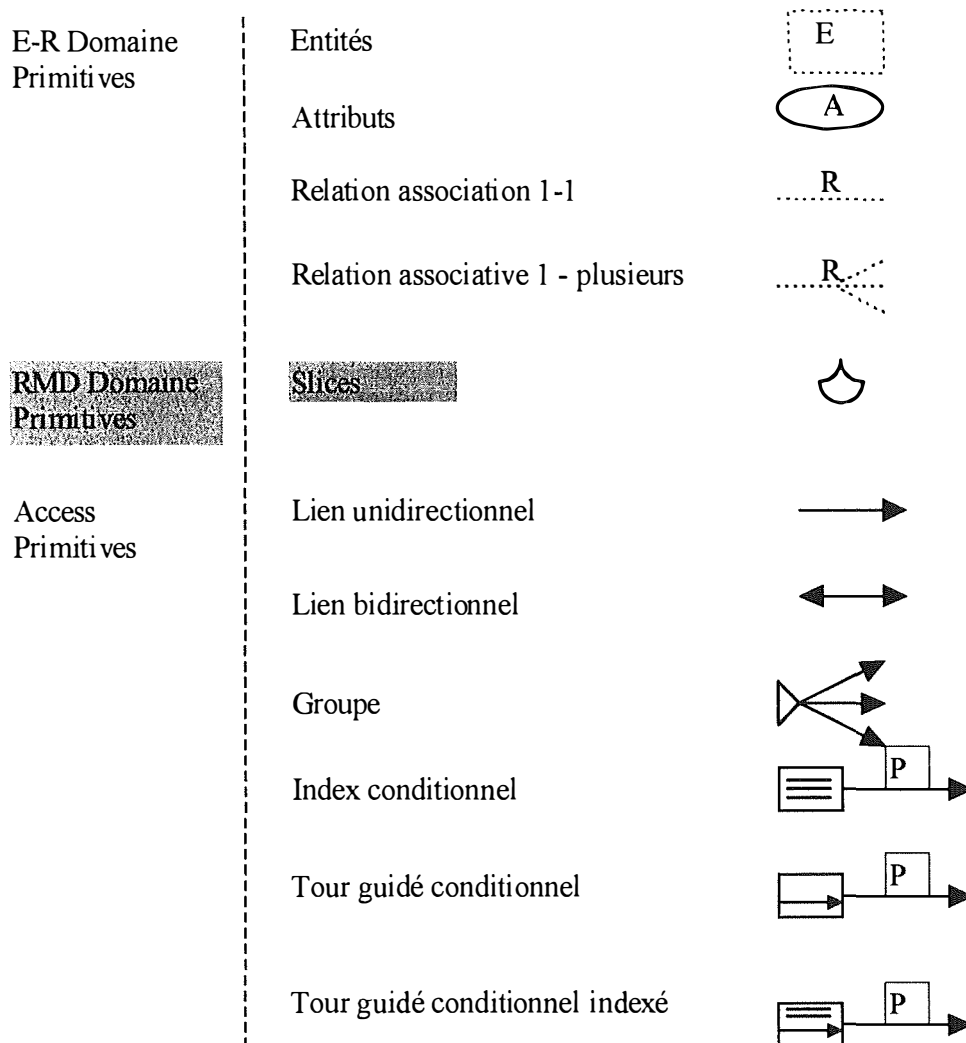 E-R Domaine
Primitives
Entités
E
Attributs
A
Relation association 1-1
R
Relation associative 1 - plusieurs
R
RMD Domaine
Primitives
Slices
Access
Primitives
Lien unidirectionnel
Lien bidirectionnel
Groupe
Index conditionnel
P
Tour guidé conditionnel
P
Tour guidé conditionnel indexé
P